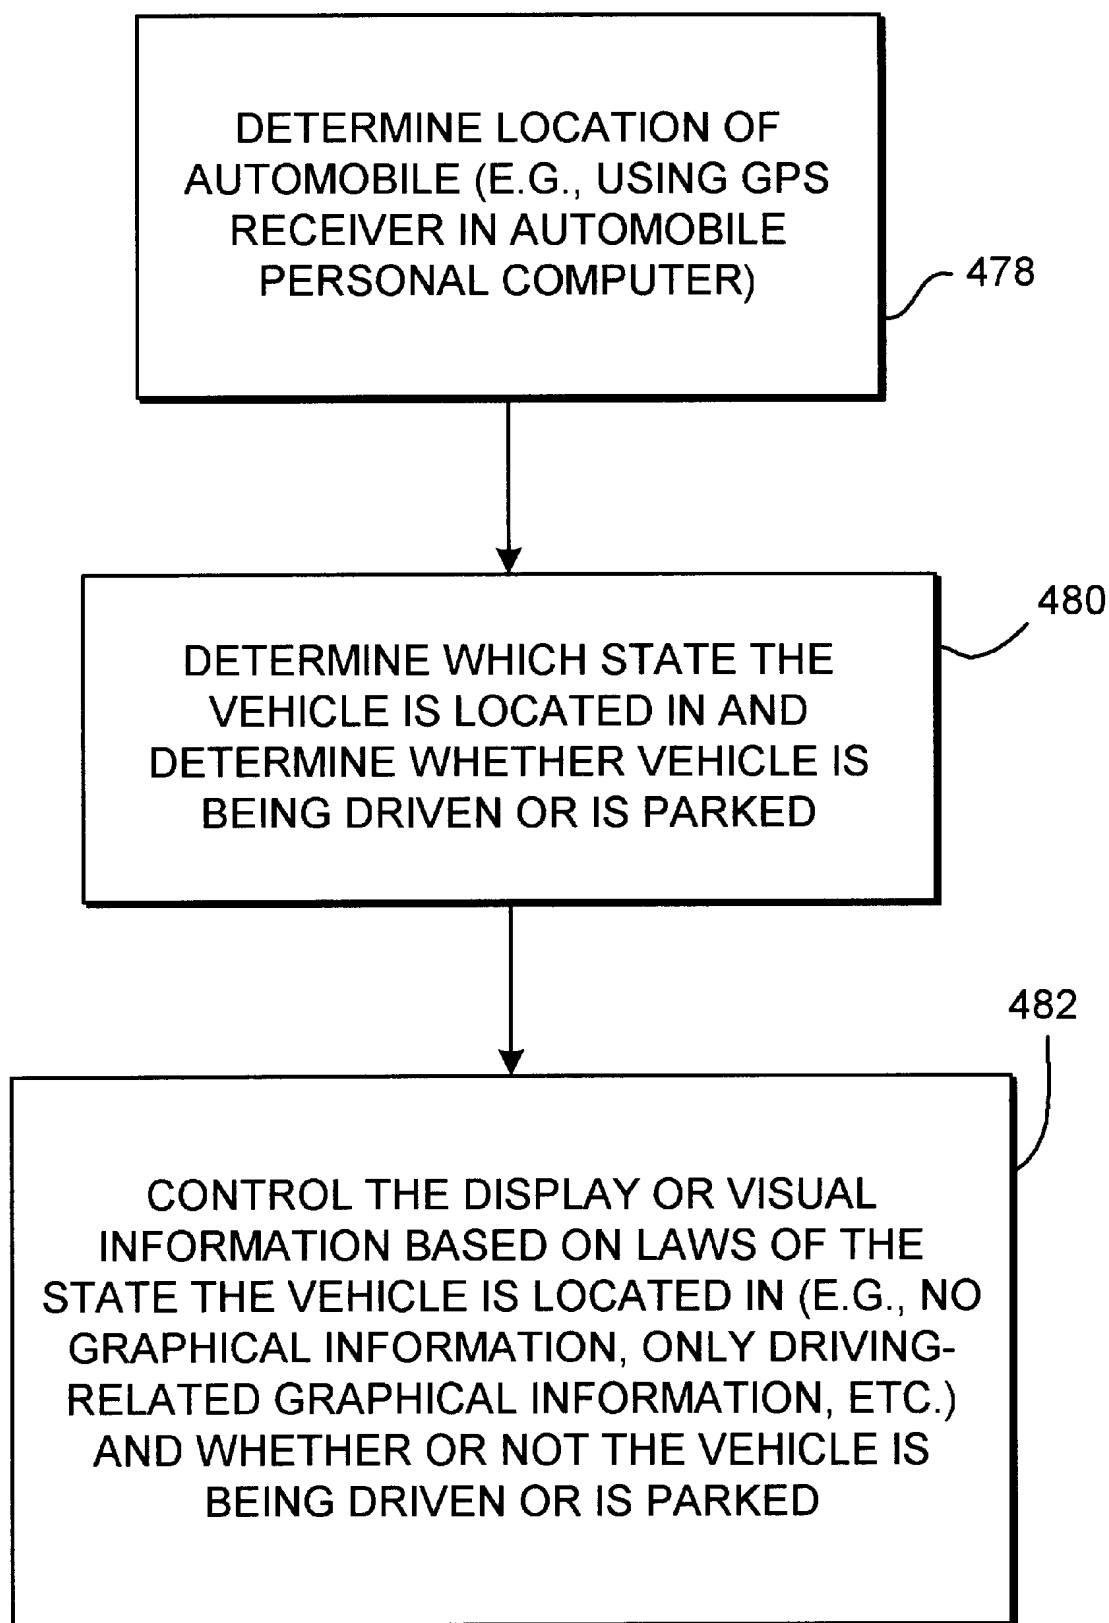 DETERMINE LOCATION OF
AUTOMOBILE (E.G., USING GPS
RECEIVER IN AUTOMOBILE
PERSONAL COMPUTER)
478
480
DETERMINE WHICH STATE THE
VEHICLE IS LOCATED IN AND
DETERMINE WHETHER VEHICLE IS
BEING DRIVEN OR IS PARKED
482
CONTROL THE DISPLAY OR VISUAL
INFORMATION BASED ON LAWS OF THE
STATE THE VEHICLE IS LOCATED IN (E.G., NO
GRAPHICAL INFORMATION, ONLY DRIVING-
RELATED GRAPHICAL INFORMATION, ETC.)
AND WHETHER OR NOT THE VEHICLE IS
BEING DRIVEN OR IS PARKED